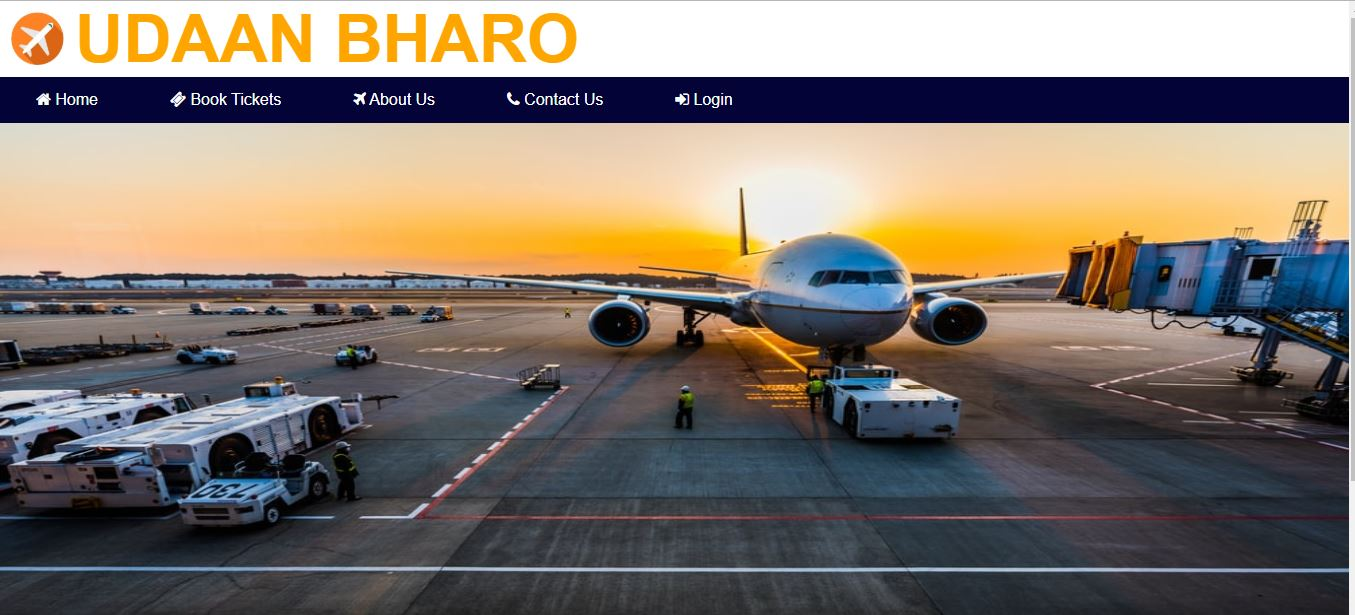 UDAAN BHARO
Home Book Tickets About Us Contact Us Login